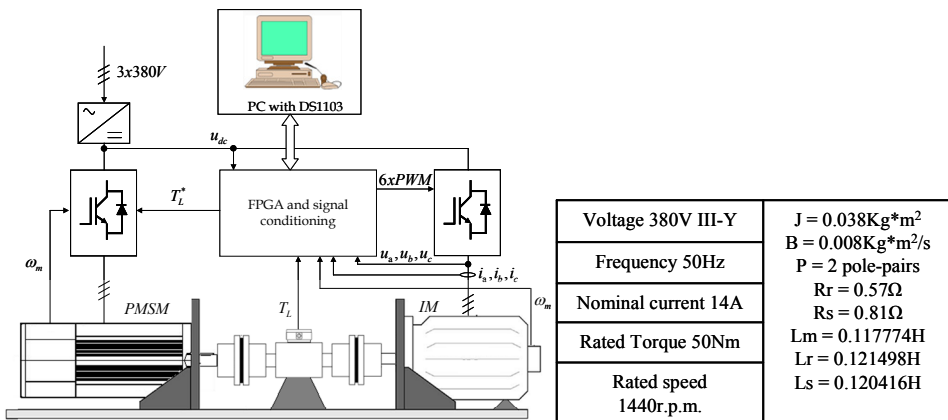 3x380V
PC with DS1103
u_dc
6xPWM
T_L^*
FPGA and signal
conditioning
u_a, u_b, u_c
i_a, i_b, i_c
ω_m
PMSM
T_L
IM
ω_m
Voltage 380V III-Y
Frequency 50Hz
Nominal current 14A
Rated Torque 50Nm
Rated speed
1440r.p.m.
J = 0.038Kg*m²
B = 0.008Kg*m²/s
P = 2 pole-pairs
Rr = 0.57Ω
Rs = 0.81Ω
Lm = 0.117774H
Lr = 0.121498H
Ls = 0.120416H